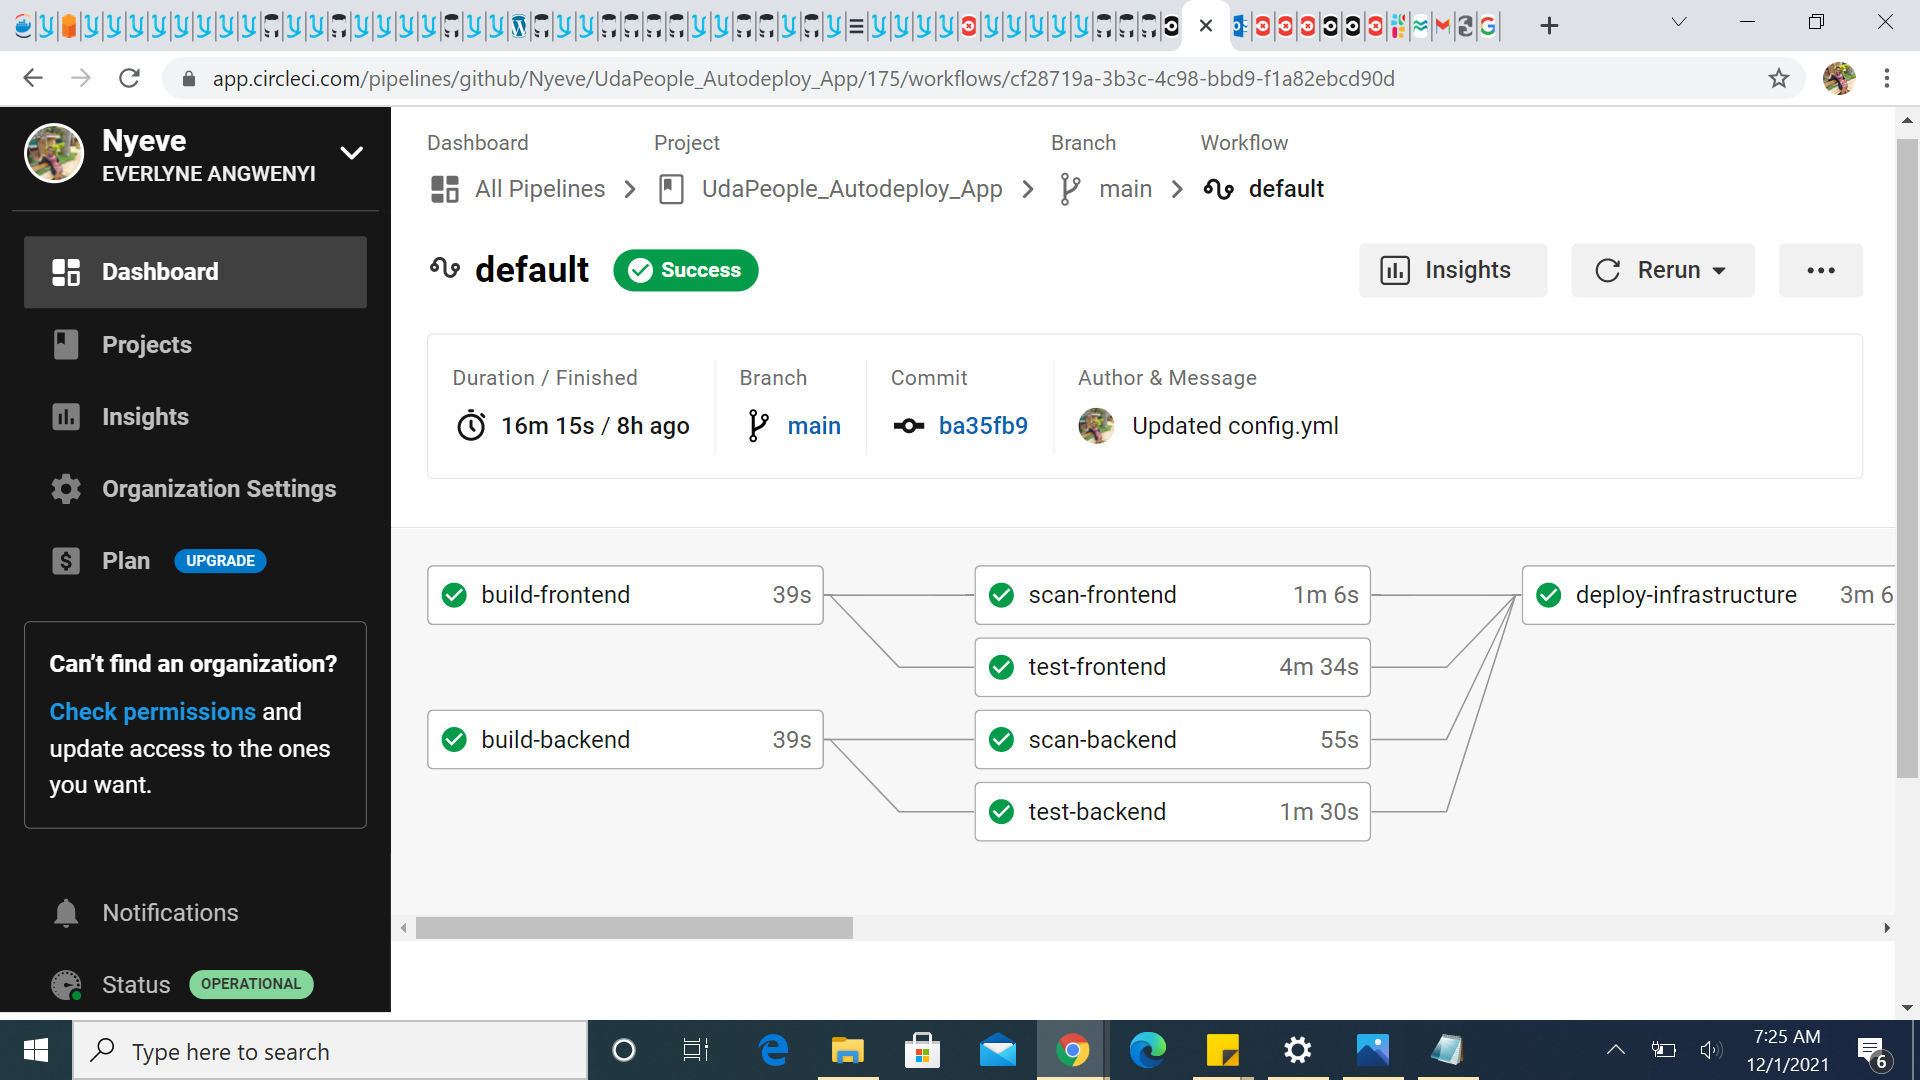 app.circleci.com/pipelines/github/Nyeve/UdaPeople_Autodeploy_App/175/workflows/cf28719a-3b3c-4c98-bbd9-f1a82ebcd90d
Nyeve
EVERLYNE ANGWENYI
Dashboard
Projects
Insights
Organization Settings
Plan UPGRADE
Can't find an organization?
Check permissions and
update access to the ones
you want.
Notifications
Status OPERATIONAL
Dashboard Project Branch Workflow
All Pipelines UdaPeople_Autodeploy_App main default
default Success Insights Rerun
Duration / Finished Branch Commit Author & Message
16m 15s / 8h ago main ba35fb9 Updated config.yml
build-frontend 39s scan-frontend 1m 6s deploy-infrastructure 3m 6
test-frontend 4m 34s
build-backend 39s scan-backend 55s
test-backend 1m 30s
Type here to search
7:25 AM
12/1/2021
6